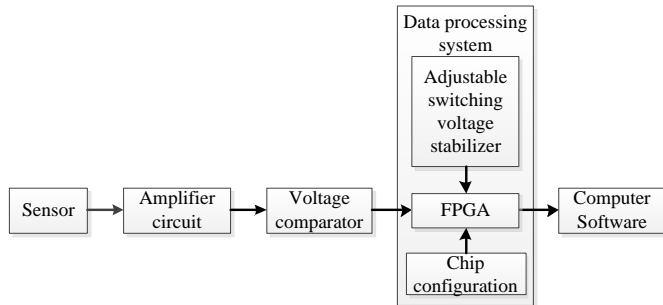 Data processing
system
Adjustable
switching
voltage
stabilizer
Sensor
Amplifier
circuit
Voltage
comparator
FPGA
Computer
Software
Chip
configuration